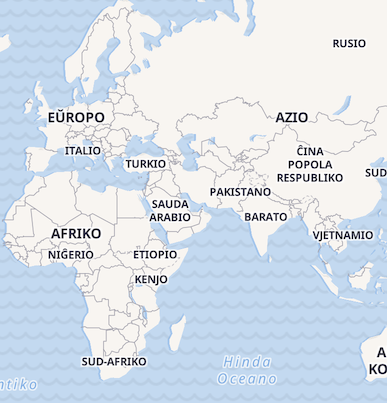 RUSIO
EŬROPO
AZIO
ITALIO
TURKIO
ĈINA
POPOLA
RESPUBLIKO
SUD
PAKISTANO
SAUDA
ARABIO
BARATO
AFRIKO
VJETNAMIO
NIĜERIO
ETIOPIO
KENJO
SUD-AFRIKO
Hinda
Oceano
A
KO
ntiko